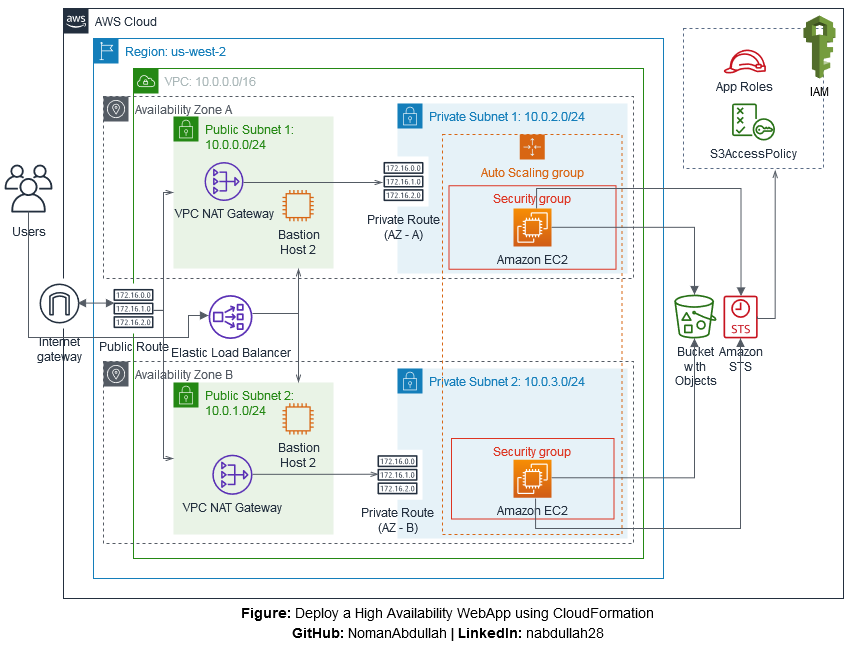 aws
AWS Cloud
Region: us-west-2
VPC: 10.0.0.0/16
Availability Zone A
Public Subnet 1:
10.0.0.0/24
VPC NAT Gateway
Bastion
Host 2
172.16.0.0
172.16.1.0
172.16.2.0
Private Route
(AZ - A)
Private Subnet 1: 10.0.2.0/24
Auto Scaling group
Security group
Amazon EC2
App Roles
S3AccessPolicy
IAM
Users
Internet
gateway
172.16.0.0
172.16.1.0
172.16.2.0
Public Route
Elastic Load Balancer
Bucket
with
Objects
STS
Amazon
STS
Availability Zone B
Public Subnet 2:
10.0.1.0/24
Bastion
Host 2
VPC NAT Gateway
172.16.0.0
172.16.1.0
172.16.2.0
Private Route
(AZ - B)
Private Subnet 2: 10.0.3.0/24
Security group
Amazon EC2
Figure: Deploy a High Availability WebApp using CloudFormation
GitHub: NomanAbdullah | LinkedIn: nabdullah28